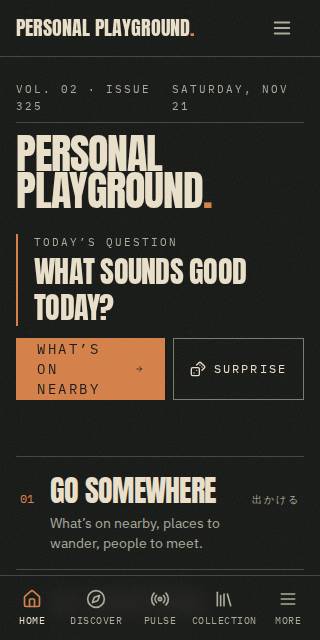 PERSONAL PLAYGROUND.
VOL. 02 · ISSUE 325
SATURDAY, NOV 21
PERSONAL
PLAYGROUND.
TODAY'S QUESTION
WHAT SOUNDS GOOD
TODAY?
WHAT'S
ON
NEARBY →
SURPRISE
01 GO SOMEWHERE 出かける
What's on nearby, places to
wander, people to meet.
HOME DISCOVER PULSE COLLECTION MORE